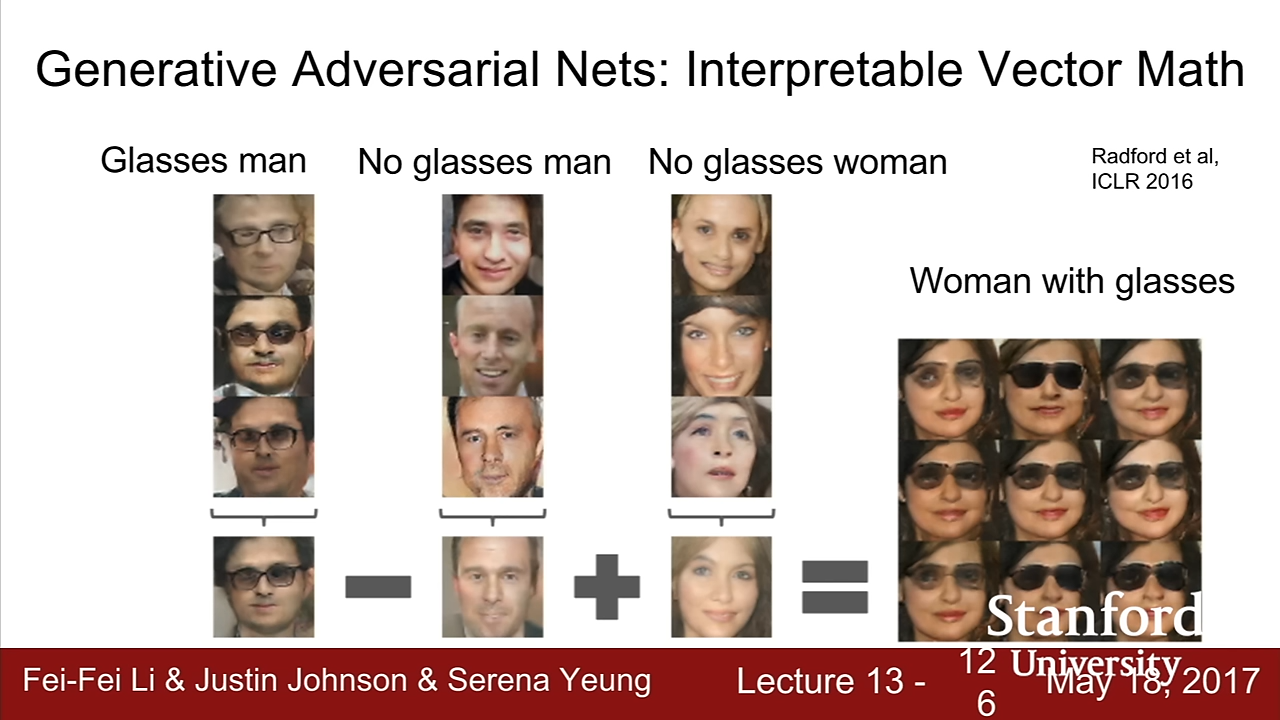 Generative Adversarial Nets: Interpretable Vector Math
Glasses man
No glasses man
No glasses woman
Radford et al,
ICLR 2016
Woman with glasses
Stanford
University
Fei-Fei Li & Justin Johnson & Serena Yeung
Lecture 13 -
12
6
May 18, 2017